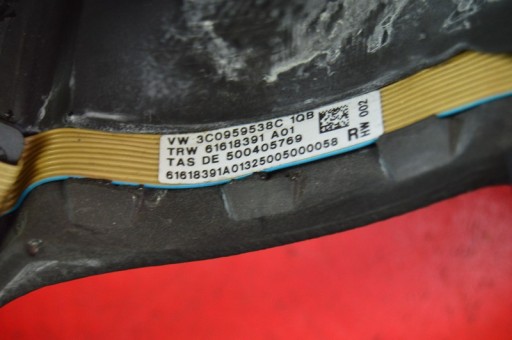 VW 3C0959538C 1QB
TRW 61618391 A01
TAS DE 500405769
61618391A01325005000058
R
HW 002